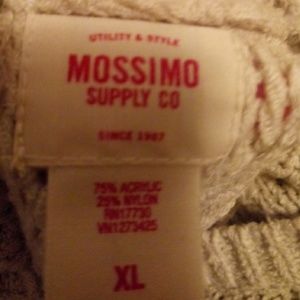 UTILITY & STYLE
MOSSIMO
SUPPLY CO
SINCE 1987
75% ACRYLIC
25% NYLON
RN17730
VN1273425
XL